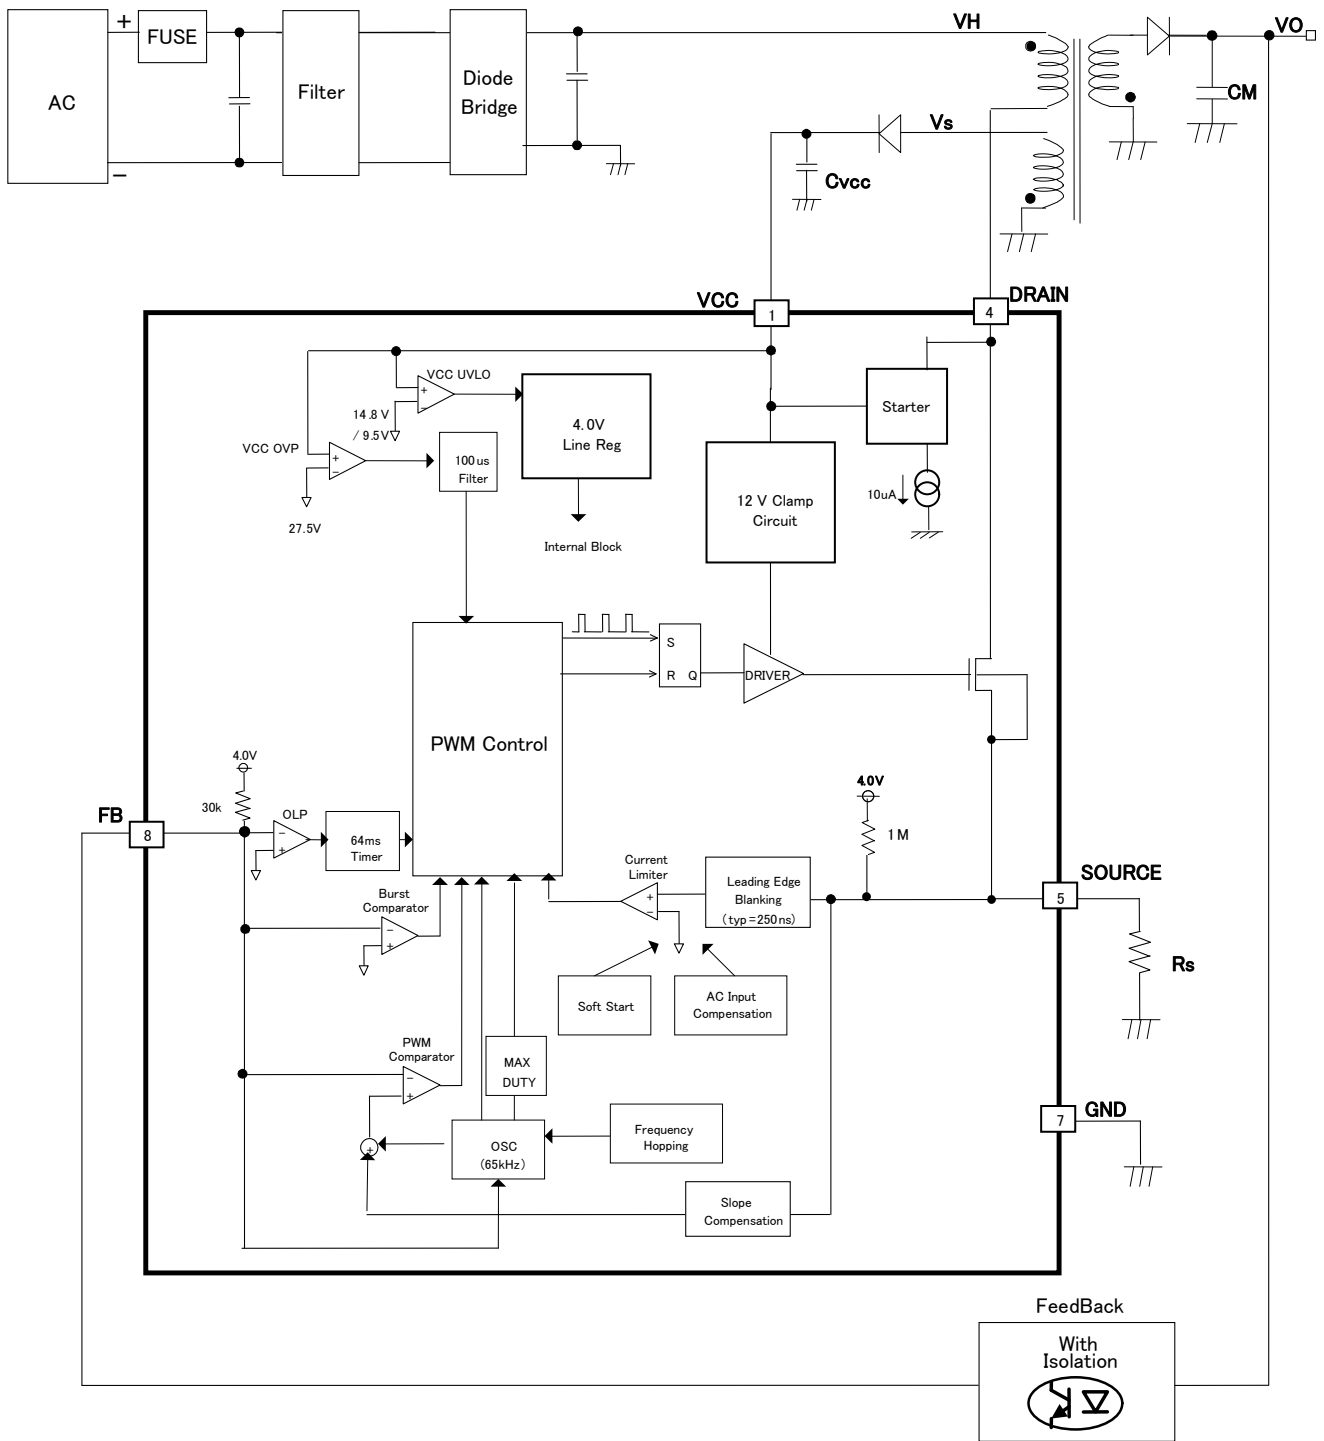 AC
+
−
FUSE
Filter
Diode
Bridge
VH
VO
CM
Vs
Cvcc
VCC
1
DRAIN
4
VCC UVLO
+
−
14.8 V
/ 9.5V
4.0V
Line Reg
Internal Block
VCC OVP
+
−
27.5V
100us
Filter
Starter
10uA
12 V Clamp
Circuit
PWM Control
S
R Q
DRIVER
4.0V
30k
FB
8
OLP
−
+
64ms
Timer
Burst
Comparator
−
+
4.0V
1M
Current
Limiter
+
−
Leading Edge
Blanking
(typ=250ns)
SOURCE
5
Rs
Soft Start
AC Input
Compensation
PWM
Comparator
−
+
MAX
DUTY
+
OSC
(65kHz)
Frequency
Hopping
GND
7
Slope
Compensation
FeedBack
With
Isolation